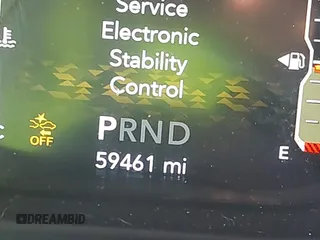 Service
Electronic
Stability
Control
PRND
OFF
59461 mi
C
E
DREAMBID